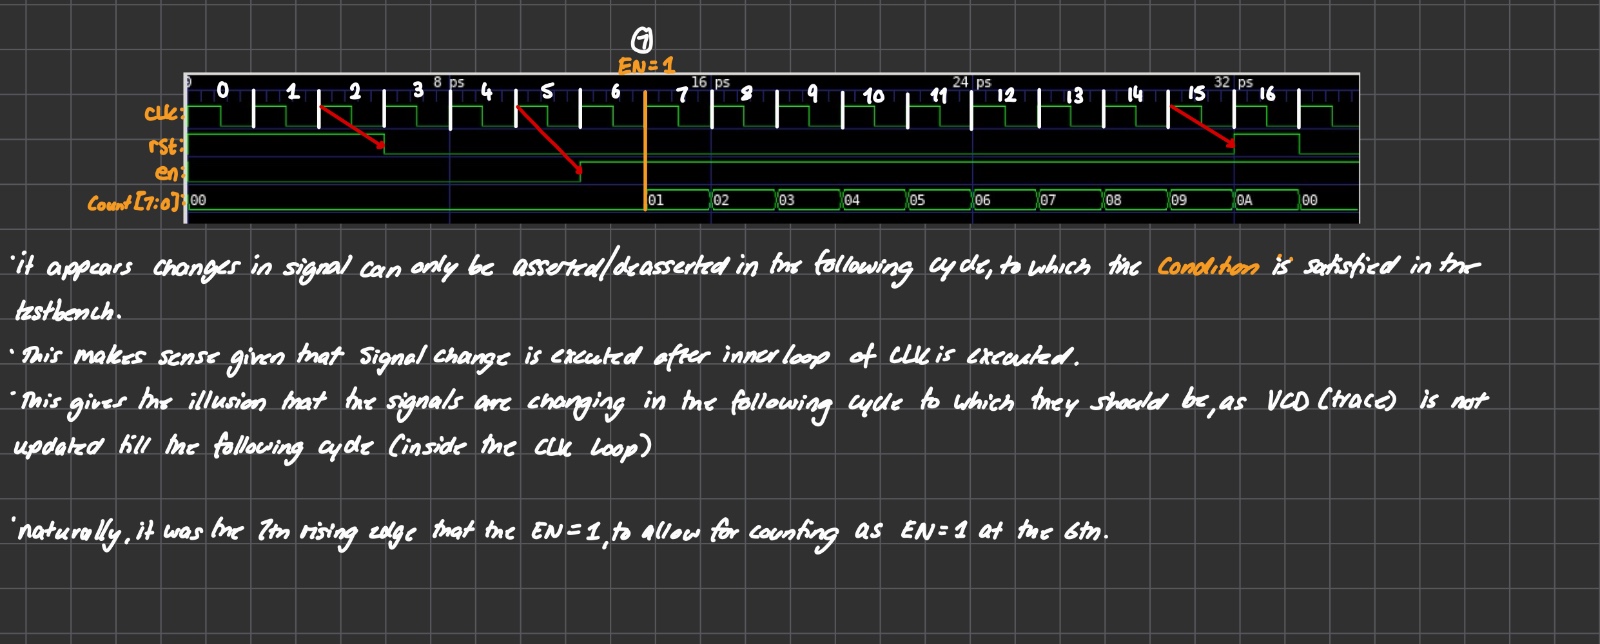 7
EN=1
0 8 ps 16 ps 24 ps 32 ps
0 1 2 3 4 5 6 7 8 9 10 11 12 13 14 15 16
clk:
rst:
en:
Count[7:0]: 00 01 02 03 04 05 06 07 08 09 0A 00
·it appears changes in signal can only be asserted/deasserted in the following cycle, to which the Condition is satisfied in the
testbench.
·This makes sense given that Signal change is executed after inner loop of CLK is executed.
·This gives the illusion that the signals are changing in the following cycle to which they should be, as VCD (trace) is not
updated till the following cycle (inside the CLK Loop)
·naturally, it was the 7th rising edge that the EN=1, to allow for counting as EN=1 at the 6th.